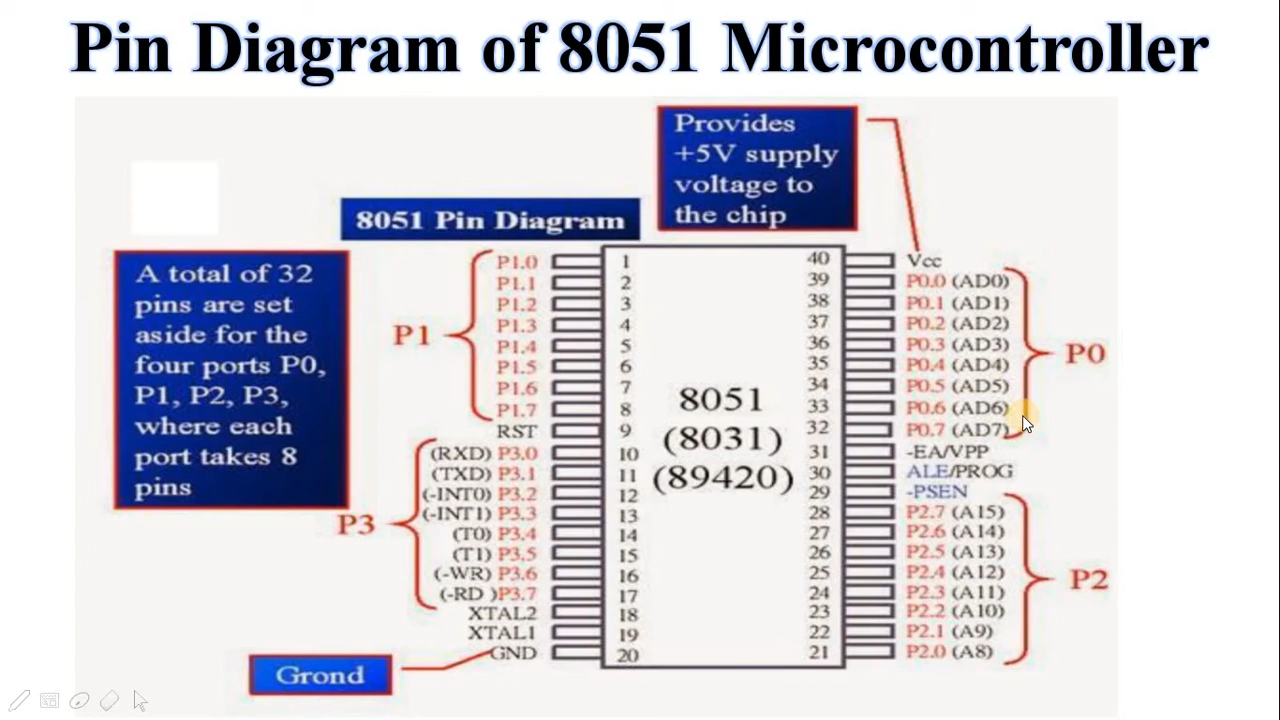 Pin Diagram of 8051 Microcontroller
Provides
+5V supply
voltage to
the chip
8051 Pin Diagram
A total of 32
pins are set
aside for the
four ports P0,
P1, P2, P3,
where each
port takes 8
pins
P1
P3
P1.0 1 40 Vcc
P1.1 2 39 P0.0 (AD0)
P1.2 3 38 P0.1 (AD1)
P1.3 4 37 P0.2 (AD2)
P1.4 5 36 P0.3 (AD3)
P1.5 6 35 P0.4 (AD4)
P1.6 7 34 P0.5 (AD5)
P1.7 8 33 P0.6 (AD6)
RST 9 32 P0.7 (AD7)
(RXD) P3.0 10 31 -EA/VPP
(TXD) P3.1 11 30 ALE/PROG
(-INT0) P3.2 12 29 -PSEN
(-INT1) P3.3 13 28 P2.7 (A15)
(T0) P3.4 14 27 P2.6 (A14)
(T1) P3.5 15 26 P2.5 (A13)
(-WR) P3.6 16 25 P2.4 (A12)
(-RD )P3.7 17 24 P2.3 (A11)
XTAL2 18 23 P2.2 (A10)
XTAL1 19 22 P2.1 (A9)
GND 20 21 P2.0 (A8)
8051
(8031)
(89420)
P0
P2
Grond